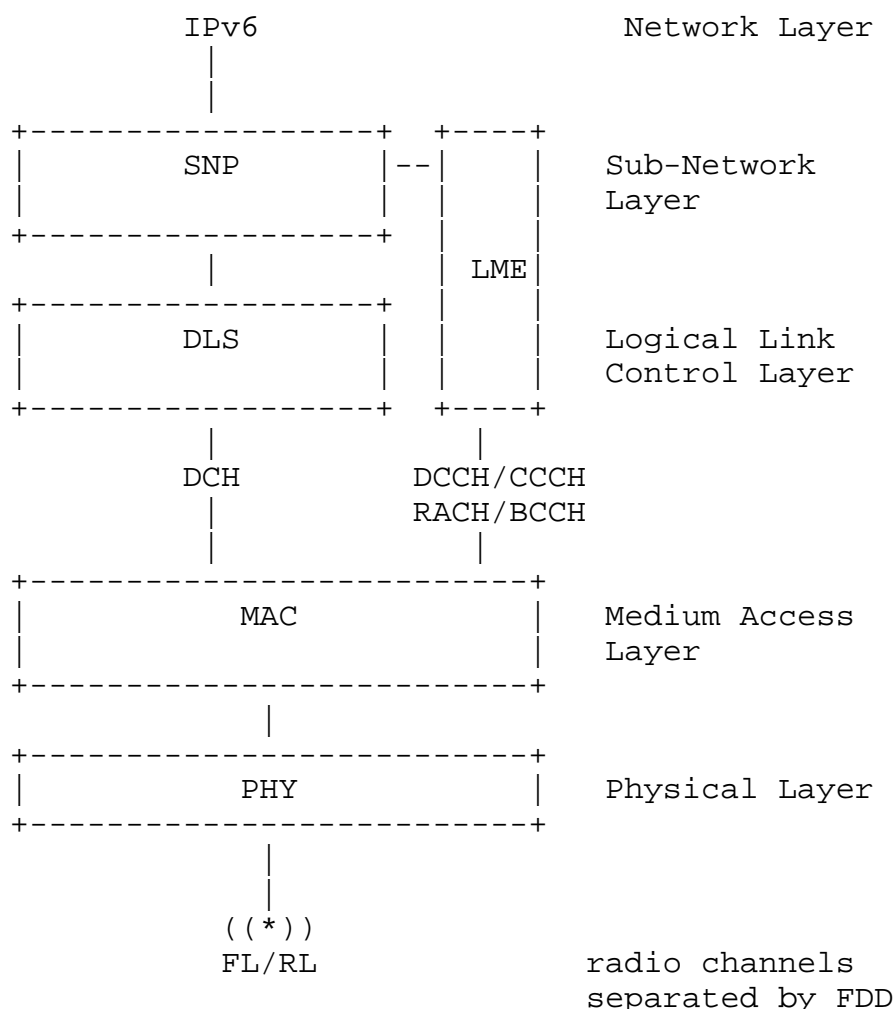 IPv6 Network Layer
SNP Sub-Network
Layer
LME
DLS Logical Link
Control Layer
DCH DCCH/CCCH
RACH/BCCH
MAC Medium Access
Layer
PHY Physical Layer
((*))
FL/RL radio channels
separated by FDD